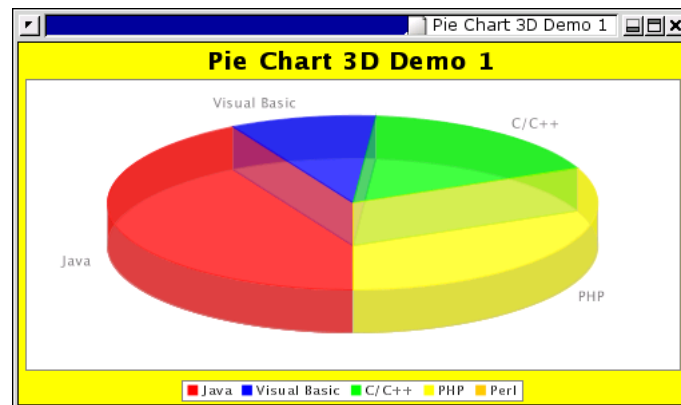 Pie Chart 3D Demo 1
Pie Chart 3D Demo 1
Visual Basic
C/C++
Java
PHP
Java Visual Basic C/C++ PHP Perl